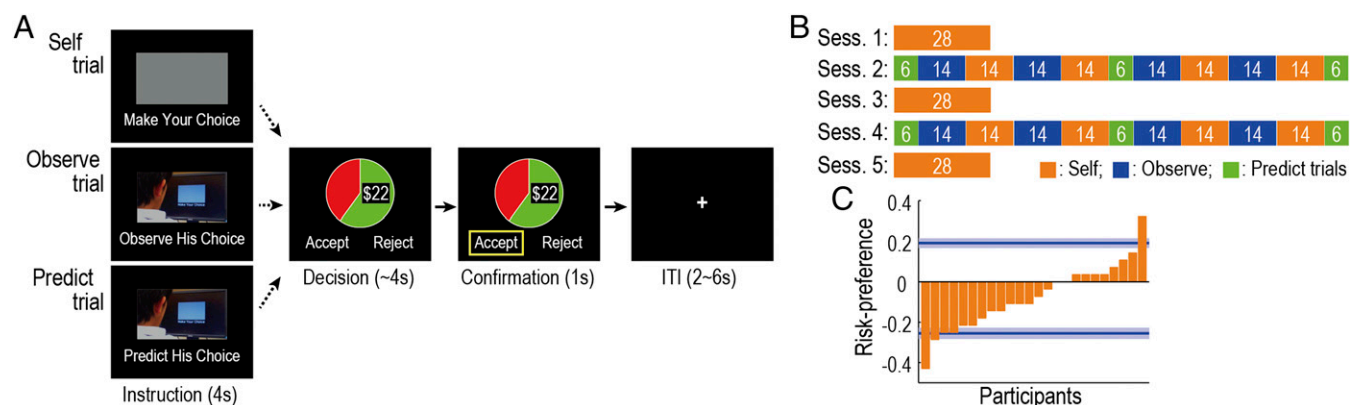 A
Self
trial
Make Your Choice
Observe
trial
Observe His Choice
Predict
trial
Predict His Choice
Instruction (4s)
$22
Accept Reject
Decision (~4s)
$22
Accept Reject
Confirmation (1s)
+
ITI (2~6s)
B
Sess. 1: 28
Sess. 2: 6 14 14 14 14 6 14 14 14 14 6
Sess. 3: 28
Sess. 4: 6 14 14 14 14 6 14 14 14 14 6
Sess. 5: 28
: Self; : Observe; : Predict trials
C
Risk-preference
0.4
0.2
0
-0.2
-0.4
Participants